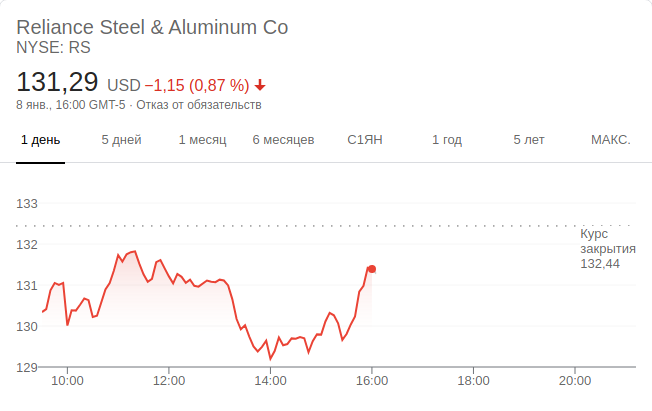 Reliance Steel & Aluminum Co
NYSE: RS
131,29 USD −1,15 (0,87 %)
8 янв., 16:00 GMT-5 · Отказ от обязательств
1 день 5 дней 1 месяц 6 месяцев С1ЯН 1 год 5 лет МАКС.
133
Курс
132
закрытия
132,44
131
130
129
10:00 12:00 14:00 16:00 18:00 20:00